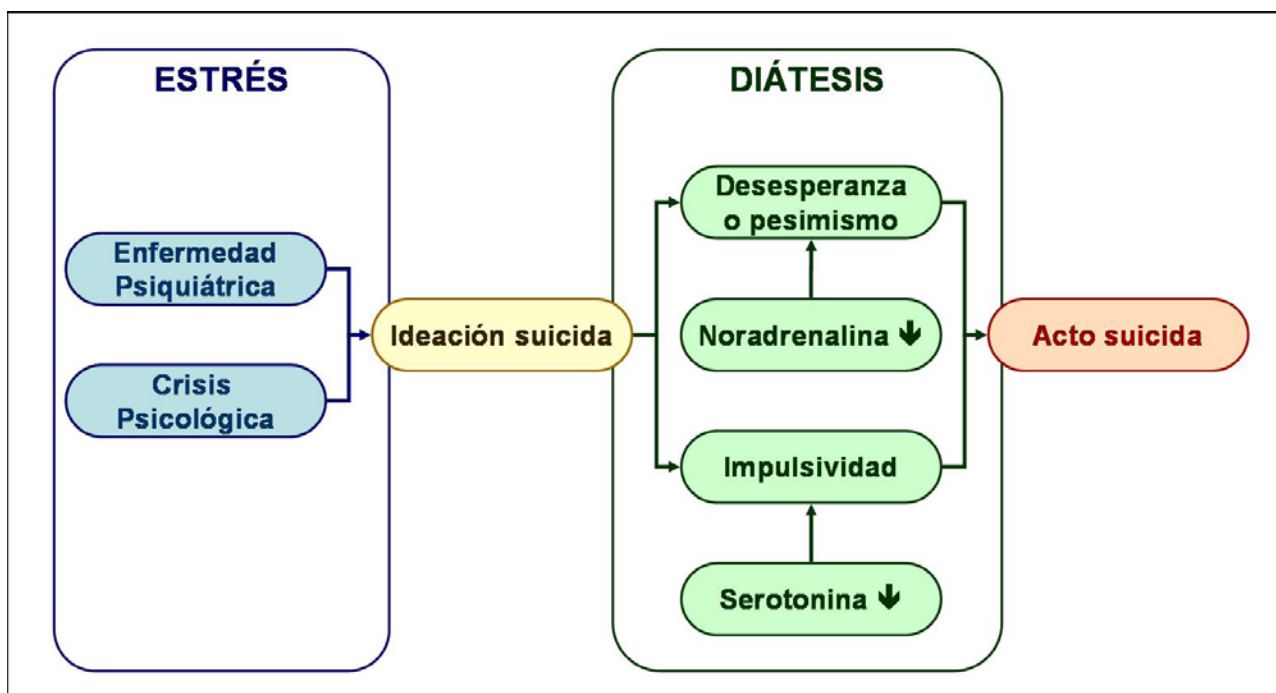 ESTRÉS
Enfermedad
Psiquiátrica
Crisis
Psicológica
Ideación suicida
DIÁTESIS
Desesperanza
o pesimismo
Noradrenalina ↓
Impulsividad
Serotonina ↓
Acto suicida